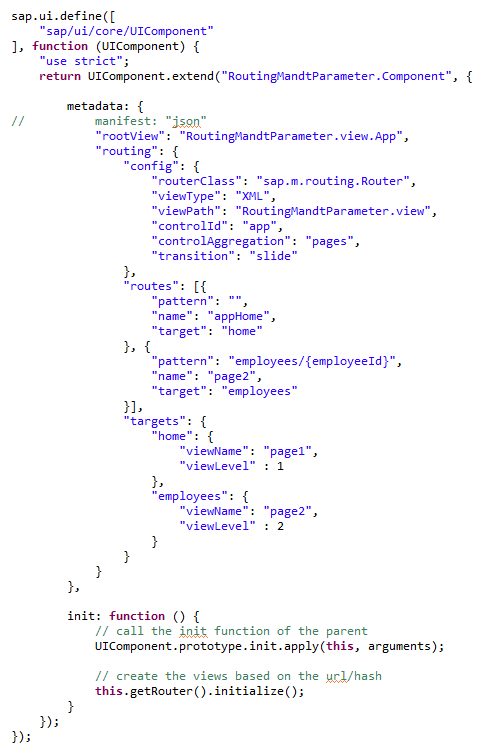 sap.ui.define([
    "sap/ui/core/UIComponent"
], function (UIComponent) {
    "use strict";
    return UIComponent.extend("RoutingMandtParameter.Component", {
        metadata: {
//          manifest: "json"
            "rootView": "RoutingMandtParameter.view.App",
            "routing": {
                "config": {
                    "routerClass": "sap.m.routing.Router",
                    "viewType": "XML",
                    "viewPath": "RoutingMandtParameter.view",
                    "controlId": "app",
                    "controlAggregation": "pages",
                    "transition": "slide"
                },
                "routes": [{
                    "pattern": "",
                    "name": "appHome",
                    "target": "home"
                }, {
                    "pattern": "employees/{employeeId}",
                    "name": "page2",
                    "target": "employees"
                }],
                "targets": {
                    "home": {
                        "viewName": "page1",
                        "viewLevel" : 1
                    },
                    "employees": {
                        "viewName": "page2",
                        "viewLevel" : 2
                    }
                }
            }
        },
        init: function () {
            // call the init function of the parent
            UIComponent.prototype.init.apply(this, arguments);
            // create the views based on the url/hash
            this.getRouter().initialize();
        }
    });
});